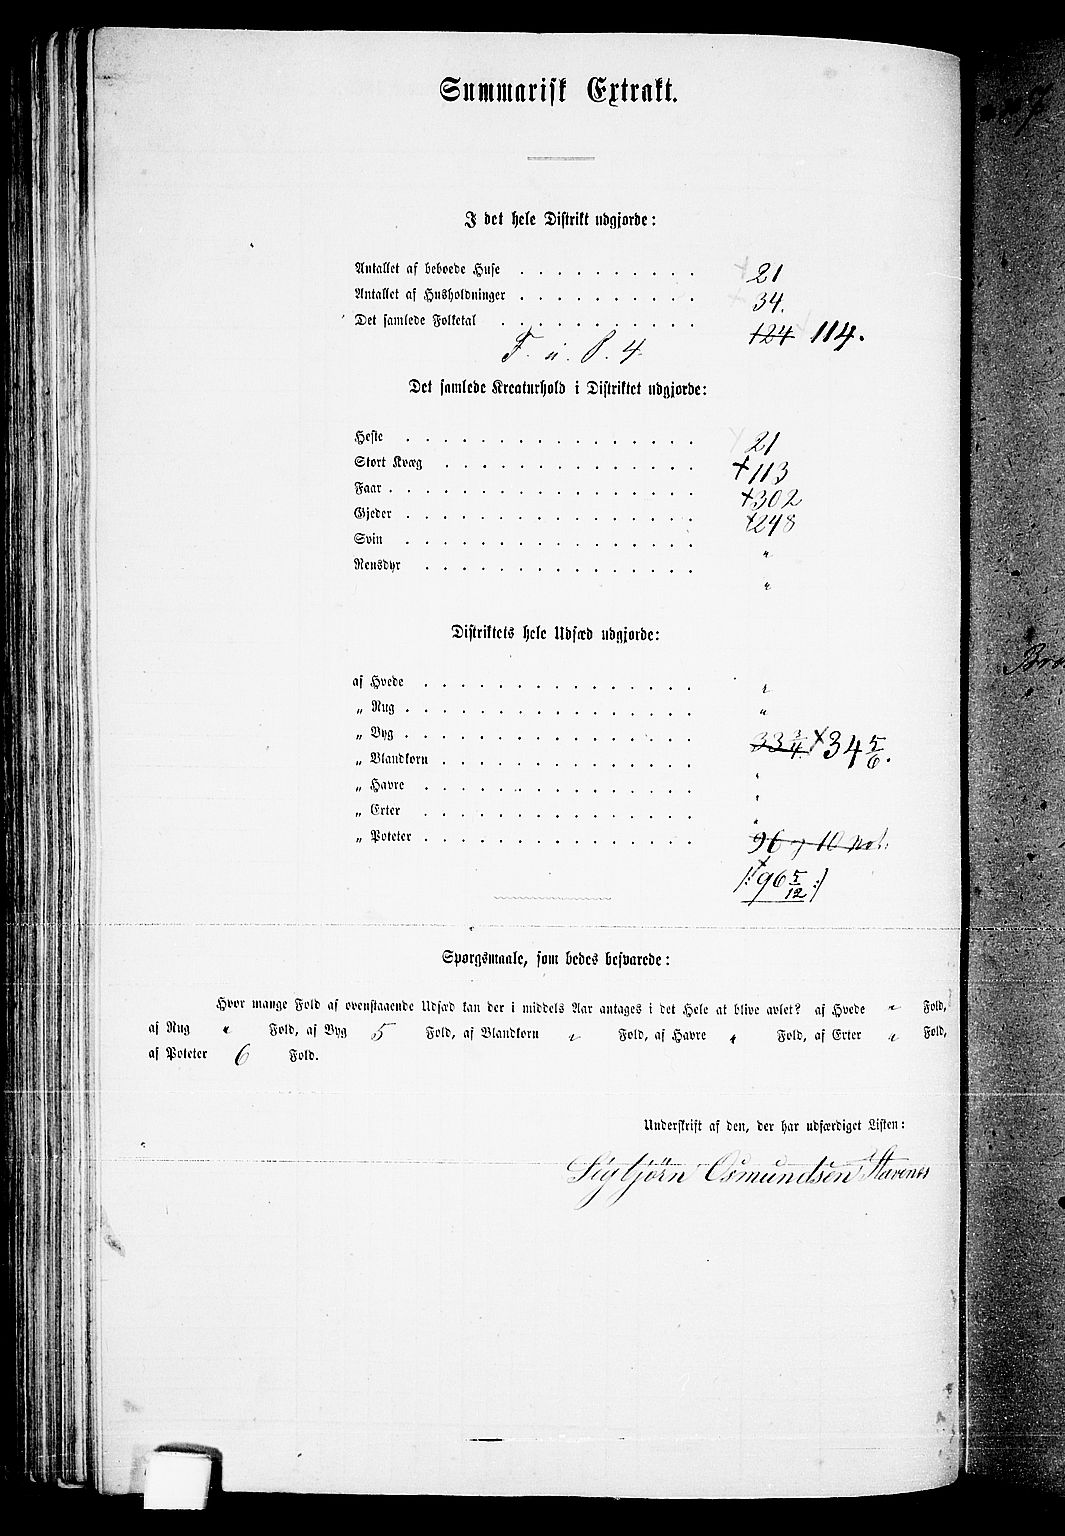 Summarisk Extrakt.
I det hele Distrikt udgjorde:
Antallet af beboede Huse . . . . . . . . . . 21
Antallet af Husholdninger . . . . . . . . . . 34.
Det samlede Folketal . . . . . . . . . . . 124 114.
F. u. P. 4.
Det samlede Kreaturhold i Distriktet udgjorde:
Heste . . . . . . . . . . . . . . . . 21
Stort Kvæg . . . . . . . . . . . . . . +113
Faar . . . . . . . . . . . . . . . . . +302
Gjeder . . . . . . . . . . . . . . . . +248
Svin . . . . . . . . . . . . . . . . "
Rensdyr . . . . . . . . . . . . . . . "
Distriktets hele Udsæd udgjorde:
af Hvede . . . . . . . . . . . . . . . "
„ Rug . . . . . . . . . . . . . . . . "
„ Byg . . . . . . . . . . . . . . . . 33 3/4 +34 5/6.
„ Blandkorn . . . . . . . . . . . . . . "
„ Havre . . . . . . . . . . . . . . . "
„ Erter . . . . . . . . . . . . . . . "
„ Poteter . . . . . . . . . . . . . . . 96 og 10 Pot:
/: +96 5/12 :/
Spørgsmaale, som bedes besvarede:
Hvor mange Fold af ovenstaaende Udsæd kan der i middels Aar antages i det Hele at blive avlet? af Hvede " Fold,
af Rug " Fold, af Byg 5 Fold, af Blandkorn " Fold, af Havre " Fold, af Erter " Fold,
af Poteter 6 Fold.
Underskrift af den, der har udfærdiget Listen:
Sigbjørn Osmundsen Stavenes